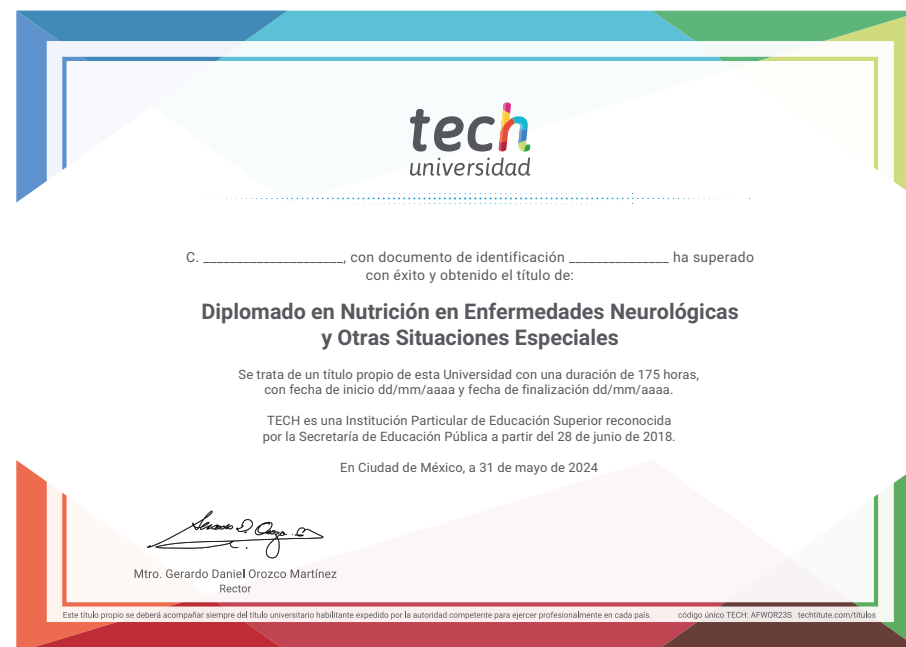 tech
universidad
C. _____________________, con documento de identificación _______________ ha superado
con éxito y obtenido el título de:
Diplomado en Nutrición en Enfermedades Neurológicas
y Otras Situaciones Especiales
Se trata de un título propio de esta Universidad con una duración de 175 horas,
con fecha de inicio dd/mm/aaaa y fecha de finalización dd/mm/aaaa.
TECH es una Institución Particular de Educación Superior reconocida
por la Secretaría de Educación Pública a partir del 28 de junio de 2018.
En Ciudad de México, a 31 de mayo de 2024
Mtro. Gerardo Daniel Orozco Martínez
Rector
Este título propio se deberá acompañar siempre del título universitario habilitante expedido por la autoridad competente para ejercer profesionalmente en cada país. código único TECH: AFWOR23S techtitute.com/titulos